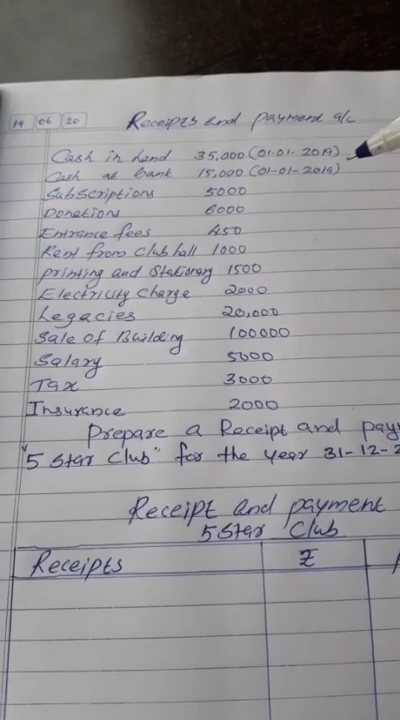 19 06 20
Receipts and payment a/c
Cash in hand 35,000 (01.01.2019)
Cash at bank 15,000 (01-01-2019)
Subscriptions 5000
Donations 6000
Entrance fees 450
Rent from Club hall 1000
printing and Stationary 1500
Electricity Charge 2000
Legacies 20,000
Sale of Building 100000
Salary 5000
Tax 3000
Insurance 2000
Prepare a Receipt and pay
"5 Star Club" for the year 31-12-2
Receipt and payment
5 Star Club
Receipts ₹